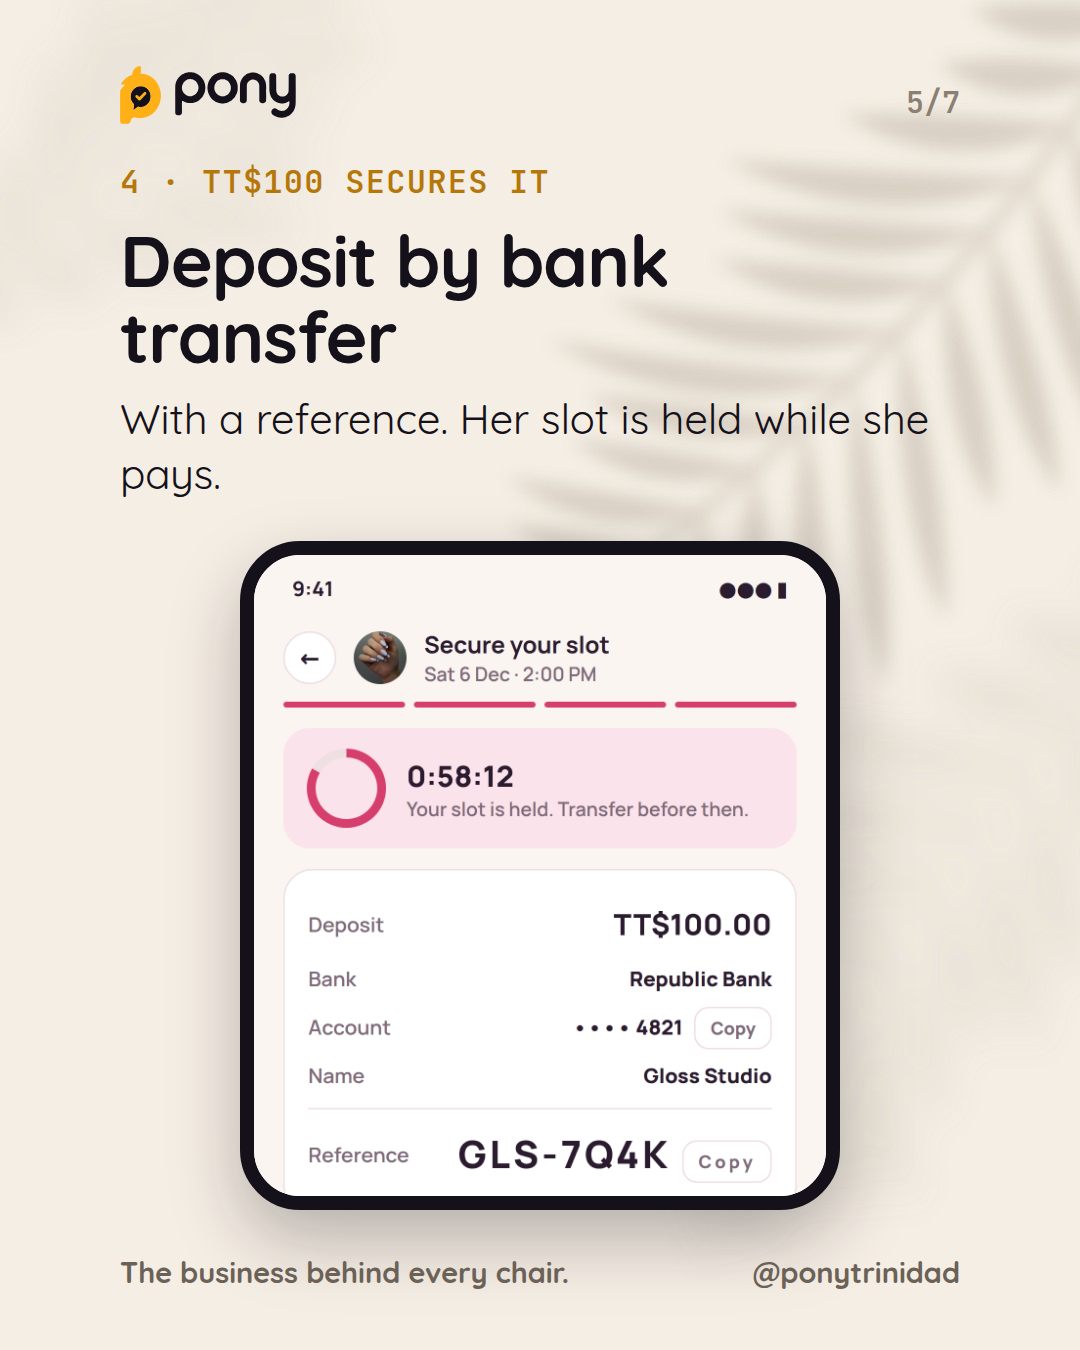 pony
5/7
4 · TT$100 SECURES IT
Deposit by bank
transfer
With a reference. Her slot is held while she
pays.
9:41
←
Secure your slot
Sat 6 Dec · 2:00 PM
0:58:12
Your slot is held. Transfer before then.
Deposit TT$100.00
Bank Republic Bank
Account •••• 4821 Copy
Name Gloss Studio
Reference GLS-7Q4K Copy
The business behind every chair. @ponytrinidad